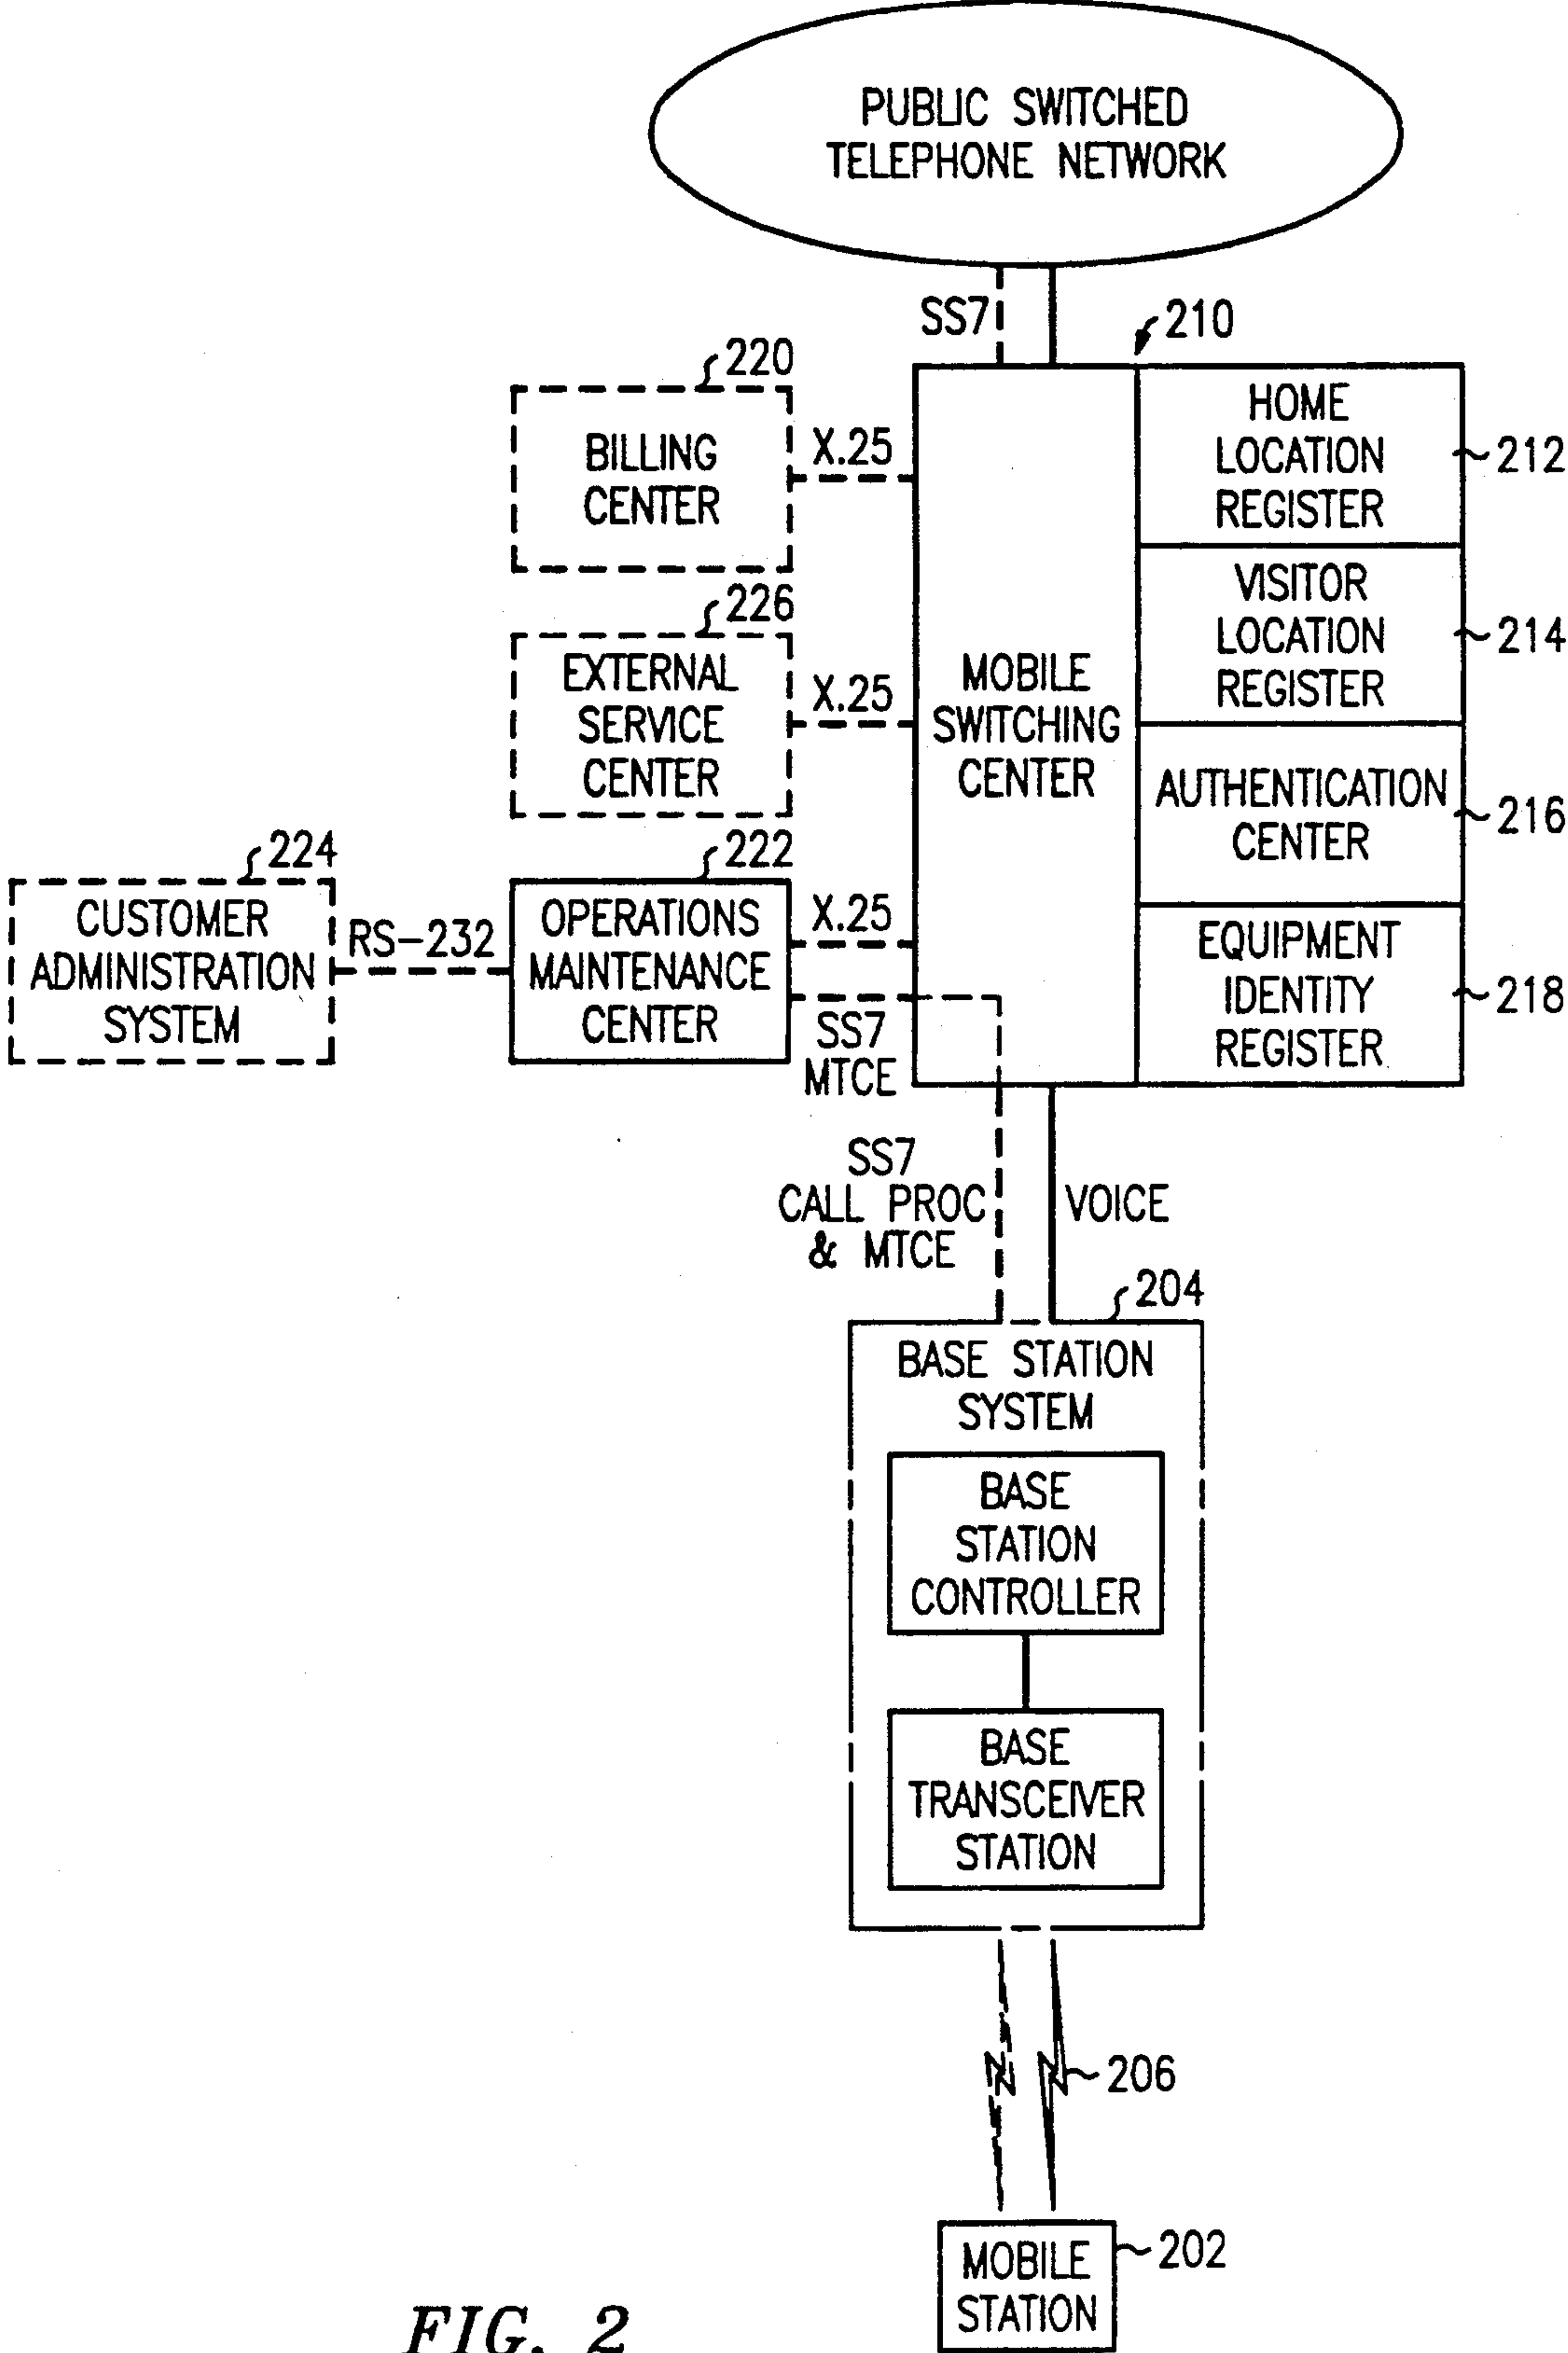 PUBLIC SWITCHED
TELEPHONE NETWORK
SS7
210
220
BILLING
CENTER
X.25
HOME
LOCATION
REGISTER
212
226
EXTERNAL
SERVICE
CENTER
X.25
MOBILE
SWITCHING
CENTER
VISITOR
LOCATION
REGISTER
214
AUTHENTICATION
CENTER
216
224
CUSTOMER
ADMINISTRATION
SYSTEM
RS-232
222
OPERATIONS
MAINTENANCE
CENTER
X.25
SS7
MTCE
EQUIPMENT
IDENTITY
REGISTER
218
SS7
CALL PROC
& MTCE
VOICE
204
BASE STATION
SYSTEM
BASE
STATION
CONTROLLER
BASE
TRANSCEIVER
STATION
206
MOBILE
STATION
202
FIG. 2